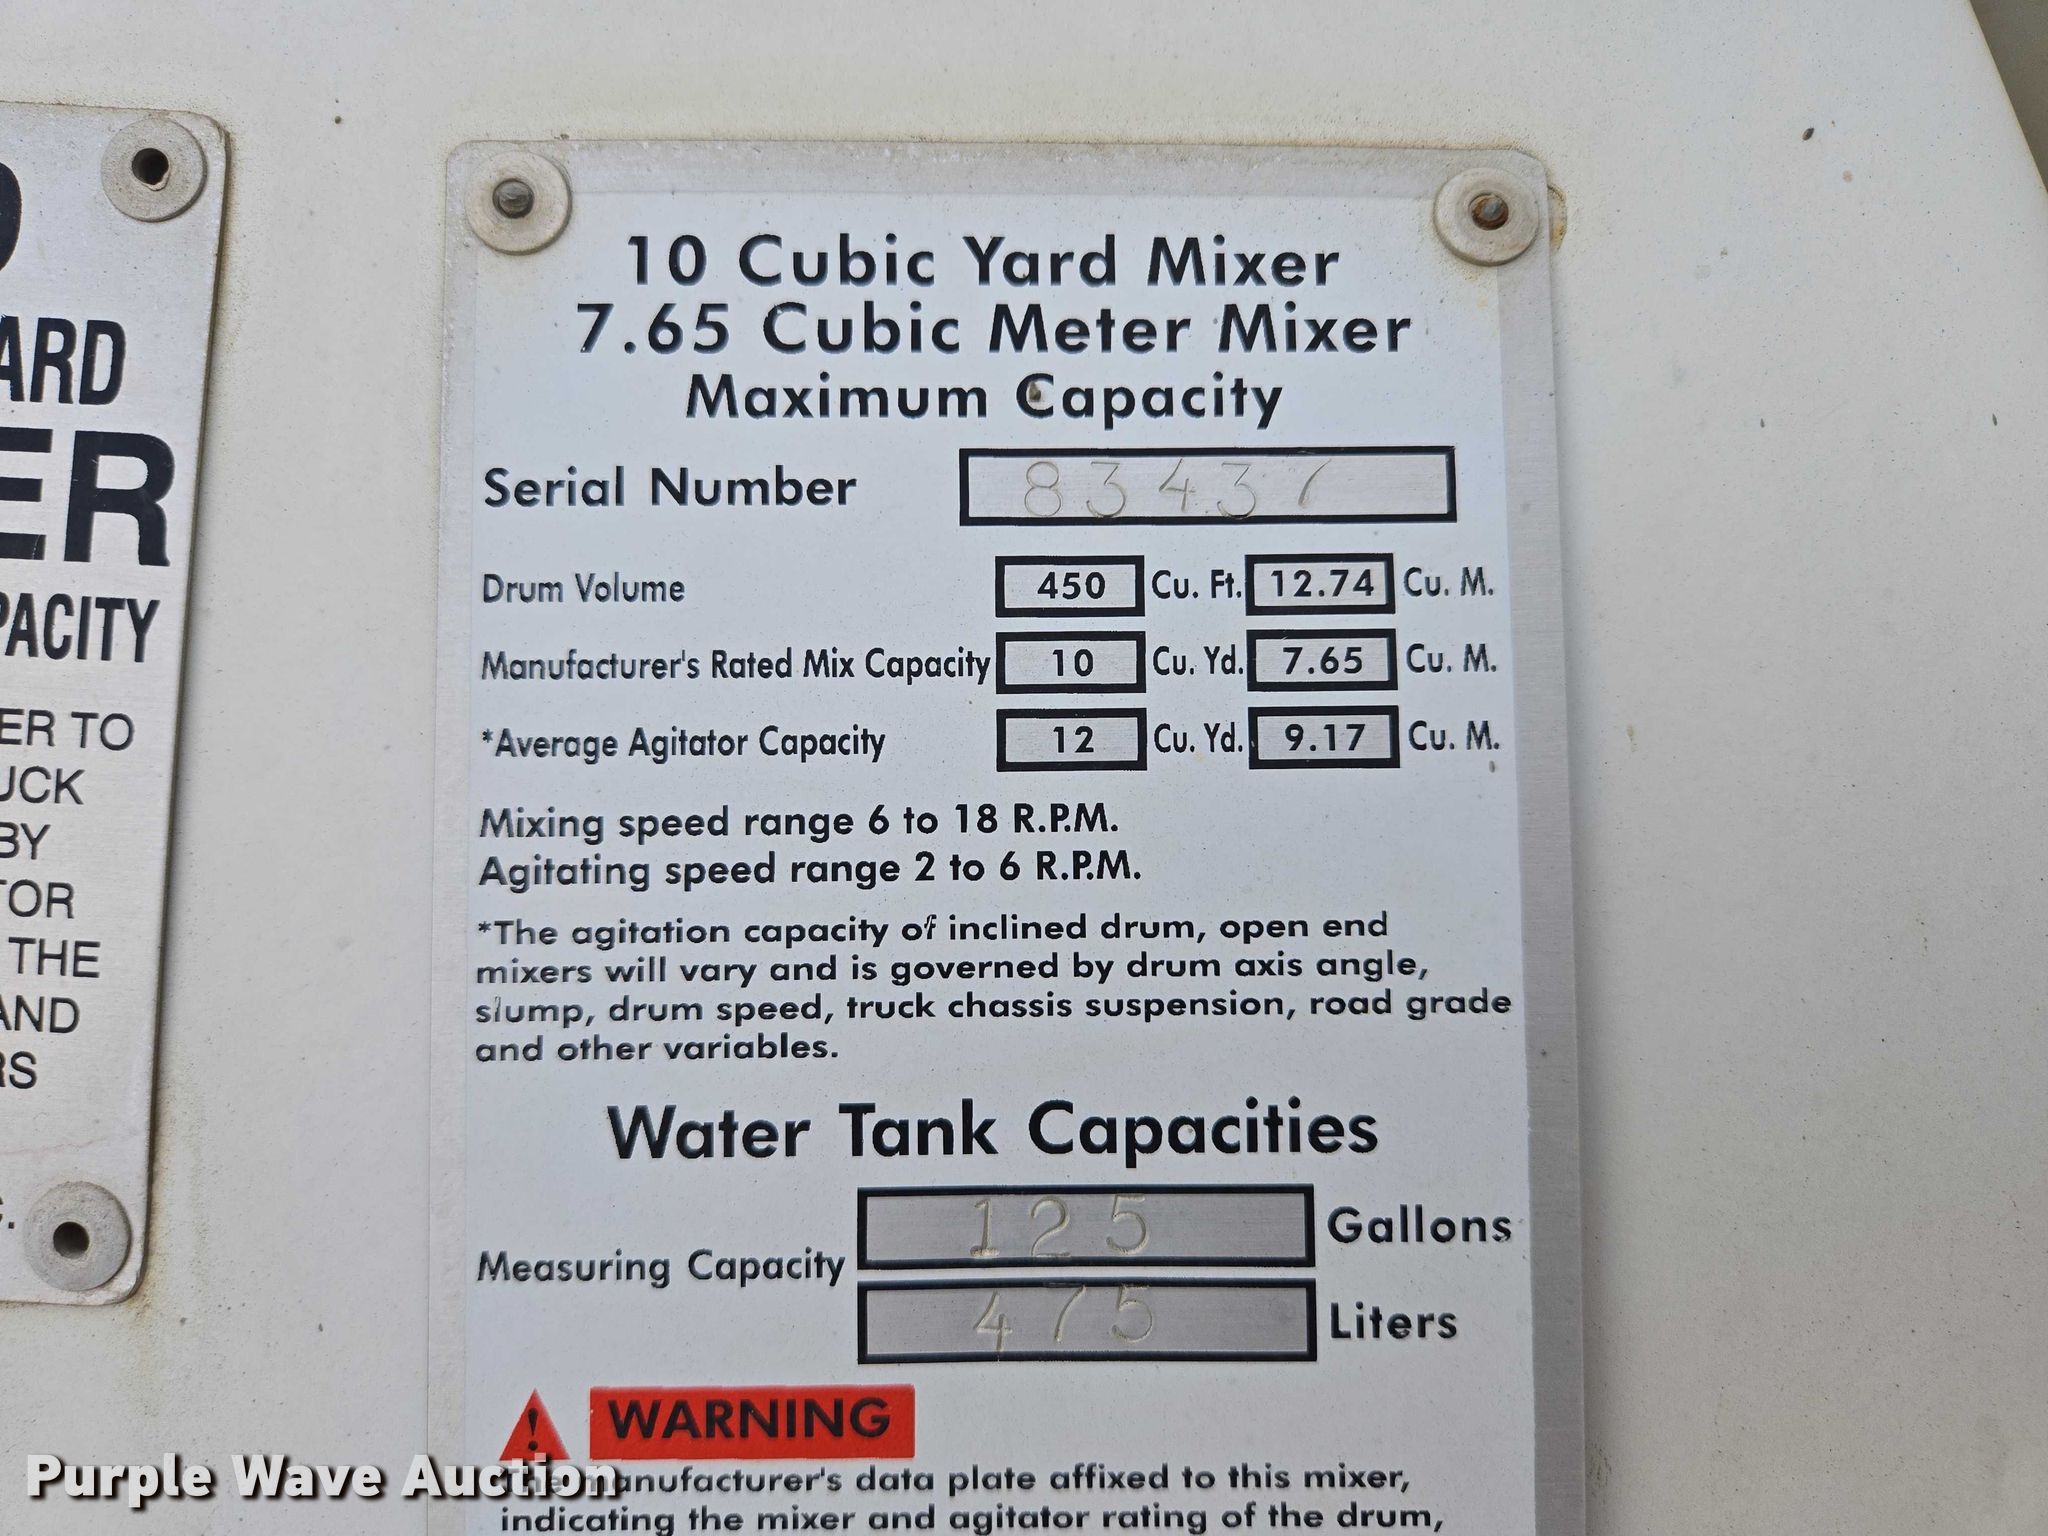 ARD
ER
PACITY
ER TO
UCK
BY
TOR
THE
AND
RS
10 Cubic Yard Mixer
7.65 Cubic Meter Mixer
Maximum Capacity
Serial Number 83437
Drum Volume 450 Cu. Ft. 12.74 Cu. M.
Manufacturer's Rated Mix Capacity 10 Cu. Yd. 7.65 Cu. M.
*Average Agitator Capacity 12 Cu. Yd. 9.17 Cu. M.
Mixing speed range 6 to 18 R.P.M.
Agitating speed range 2 to 6 R.P.M.
*The agitation capacity of inclined drum, open end
mixers will vary and is governed by drum axis angle,
slump, drum speed, truck chassis suspension, road grade
and other variables.
Water Tank Capacities
Measuring Capacity
125 Gallons
475 Liters
WARNING
The manufacturer's data plate affixed to this mixer,
indicating the mixer and agitator rating of the drum,
Purple Wave Auction